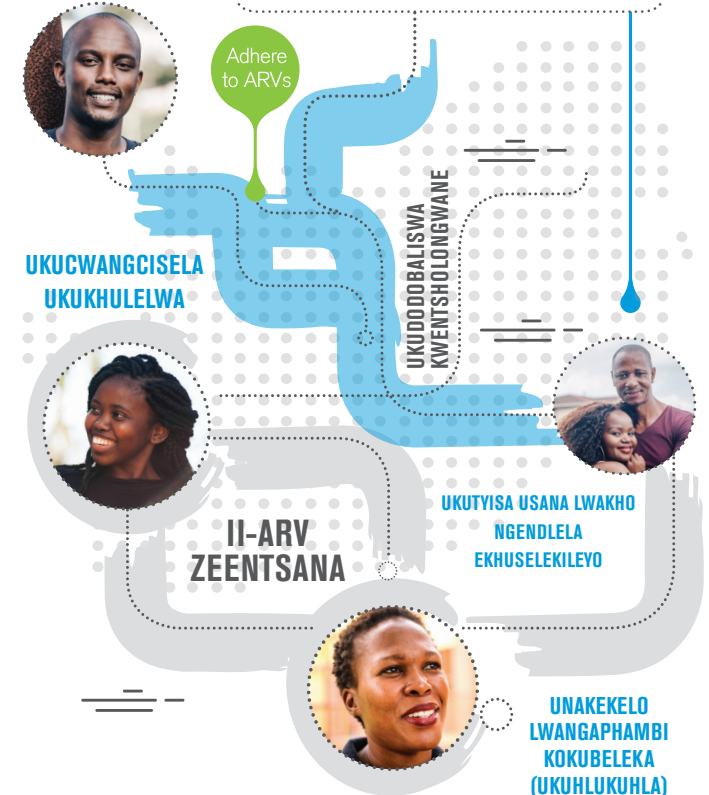 Adhere
to ARVs
UKUCWANGCISELA
UKUKHULELWA
UKUDODOBALISWA
KWENTSHOLONGWANE
II-ARV
ZEENTSANA
UKUTYISA USANA LWAKHO
NGENDLELA
EKHUSELEKILEYO
UNAKEKELO
LWANGAPHAMBI
KOKUBELEKA
(UKUHLUKUHLA)